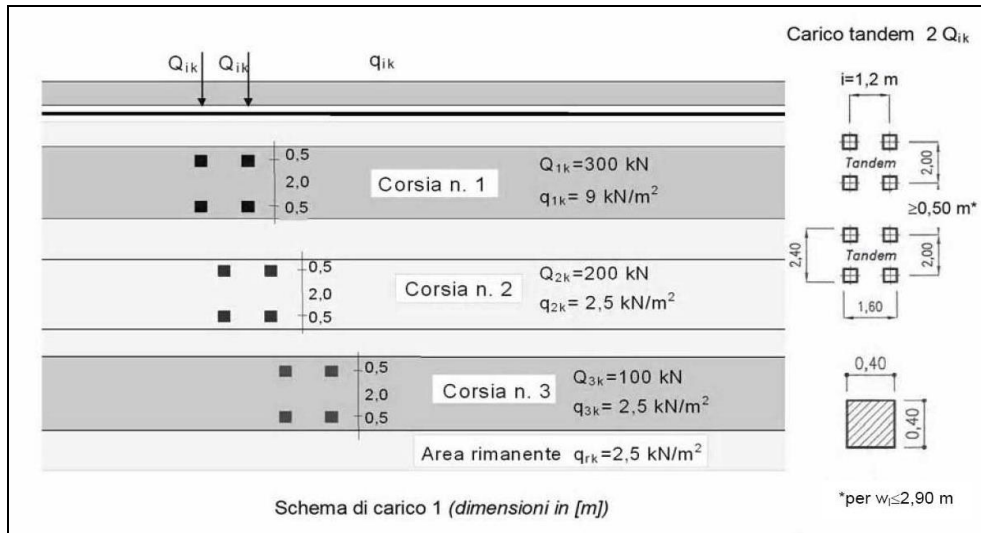 Carico tandem 2 Qik
Qik Qik qik
i=1,2 m
0,5
2,0
0,5
Corsia n. 1
Q1k=300 kN
q1k= 9 kN/m²
Tandem
2,00
≥0,50 m*
0,5
2,0
0,5
Corsia n. 2
Q2k=200 kN
q2k= 2,5 kN/m²
2,40
Tandem
2,00
1,60
0,5
2,0
0,5
Corsia n. 3
Q3k=100 kN
q3k= 2,5 kN/m²
0,40
0,40
Area rimanente qrk=2,5 kN/m²
*per wl≤2,90 m
Schema di carico 1 (dimensioni in [m])